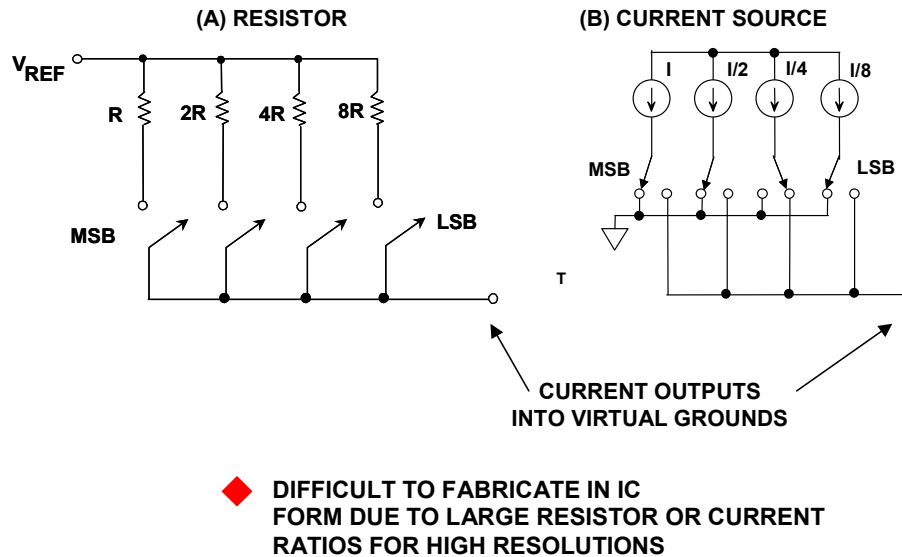 (A) RESISTOR
(B) CURRENT SOURCE
VREF
R
2R
4R
8R
MSB
LSB
I
I/2
I/4
I/8
MSB
LSB
T
CURRENT OUTPUTS
INTO VIRTUAL GROUNDS
DIFFICULT TO FABRICATE IN IC
FORM DUE TO LARGE RESISTOR OR CURRENT
RATIOS FOR HIGH RESOLUTIONS